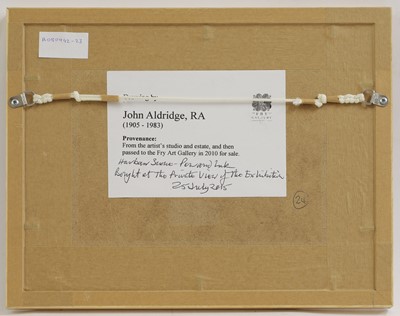 John Aldridge, RA
(1905 - 1983)
Provenance:
From the artist's studio and estate, and then
passed to the Fry Art Gallery in 2010 for sale.
Harbour Scene - Pen and Ink
Bought at The Private View of The Exhibition
25 July 2015
24